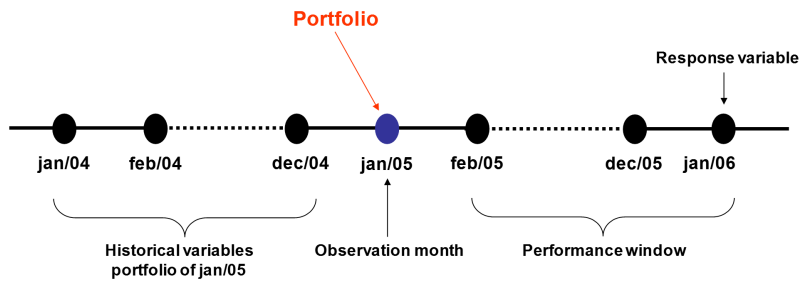 Portfolio
Response variable
jan/04
feb/04
dec/04
jan/05
feb/05
dec/05
jan/06
Historical variables
portfolio of jan/05
Observation month
Performance window